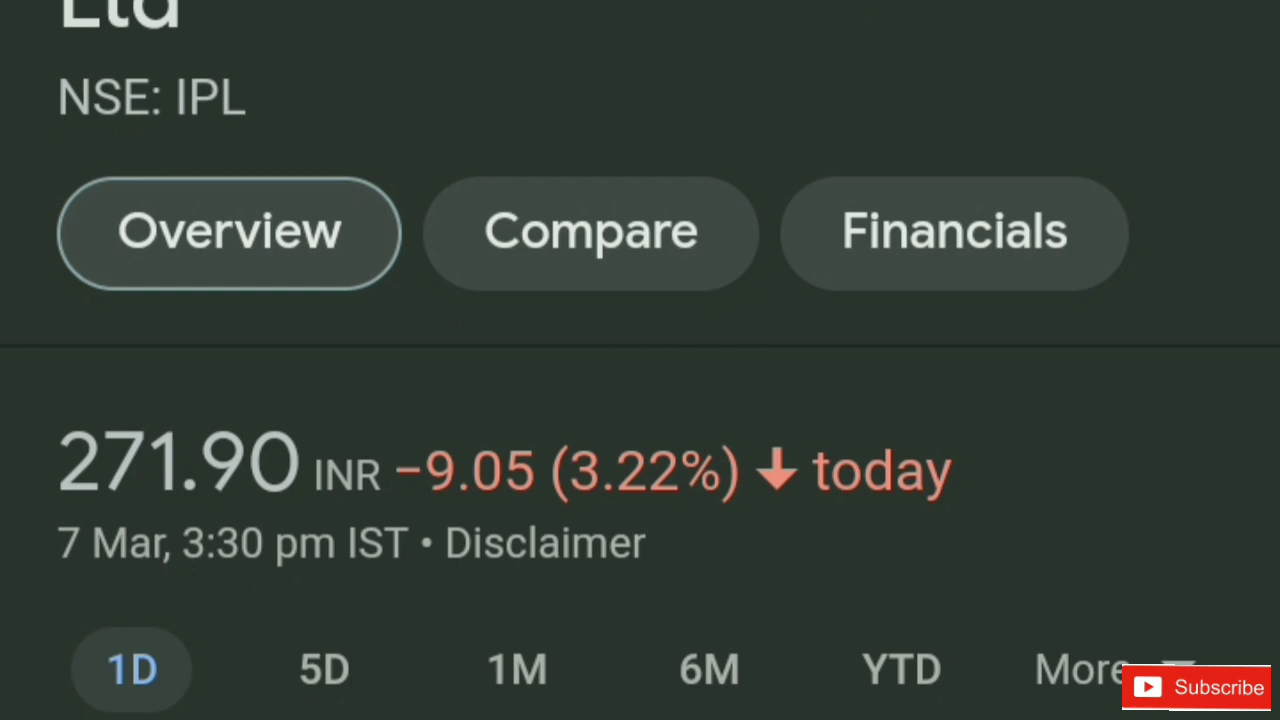 Ltd
NSE: IPL
Overview Compare Financials
271.90 INR −9.05 (3.22%) ↓ today
7 Mar, 3:30 pm IST • Disclaimer
1D 5D 1M 6M YTD More
Subscribe